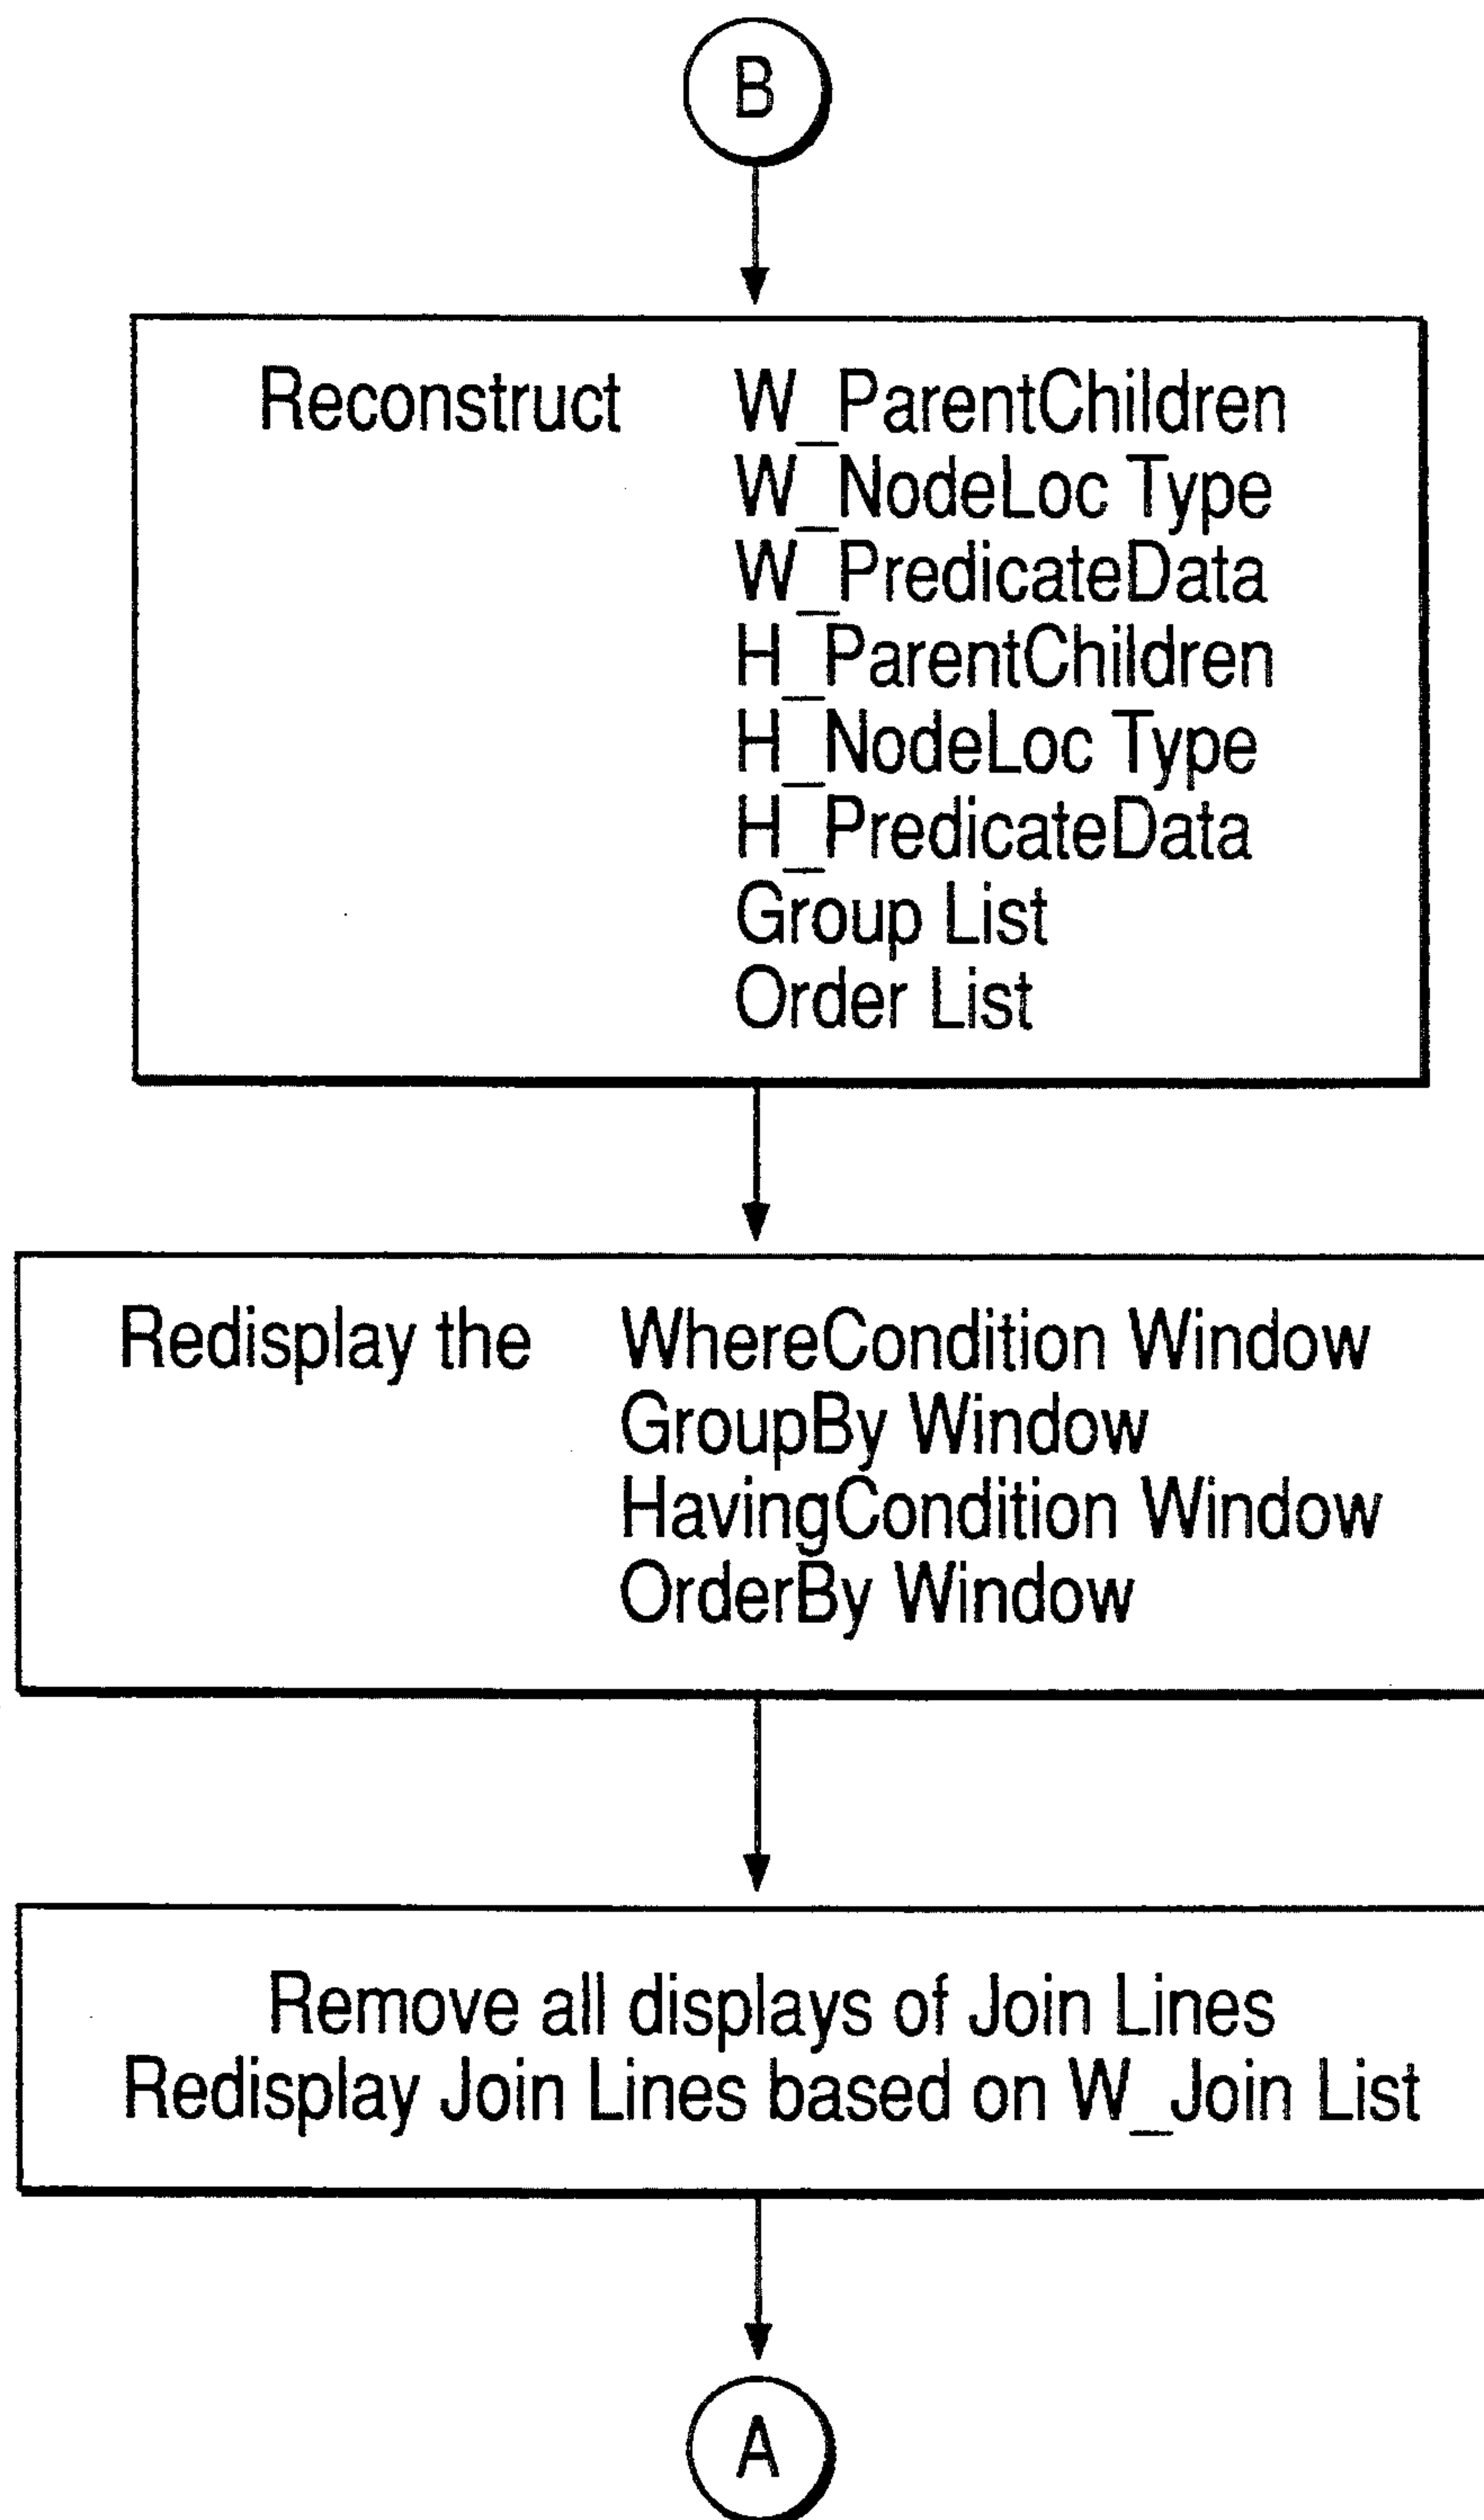 B
Reconstruct W_ParentChildren
W_NodeLoc Type
W_PredicateData
H_ParentChildren
H_NodeLoc Type
H_PredicateData
Group List
Order List
Redisplay the WhereCondition Window
GroupBy Window
HavingCondition Window
OrderBy Window
Remove all displays of Join Lines
Redisplay Join Lines based on W_Join List
A